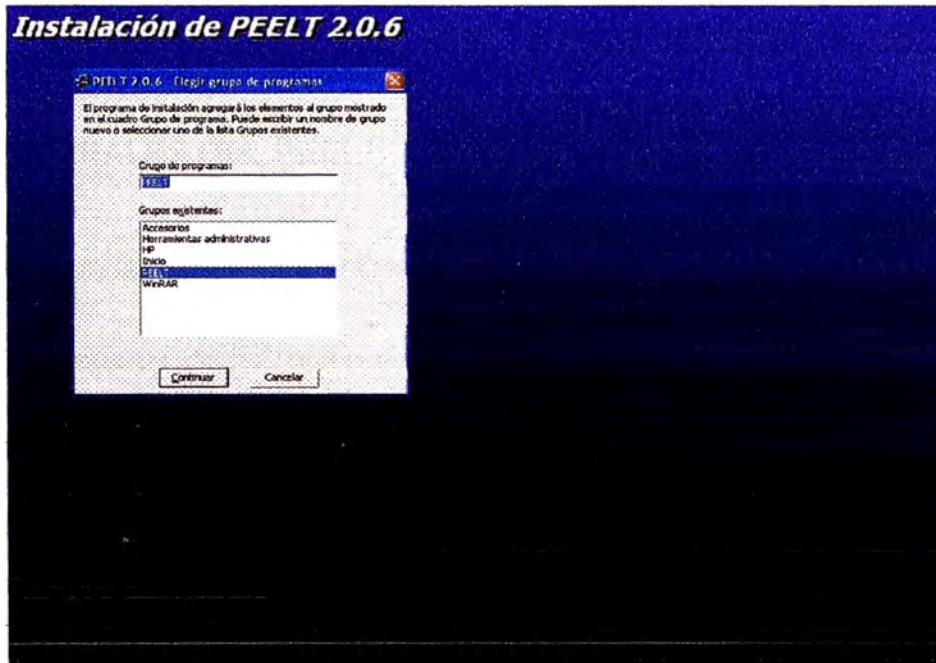 Instalación de PEELT 2.0.6
PEELT 2.0.6 - Elegir grupo de programas
El programa de instalación agregará los elementos al grupo mostrado
en el cuadro Grupo de programa. Puede escribir un nombre de grupo
nuevo o seleccionar uno de la lista Grupos existentes.
Grupo de programas:
PEELT
Grupos existentes:
Accesorios
Herramientas administrativas
HP
Inicio
PEELT
WinRAR
Continuar
Cancelar